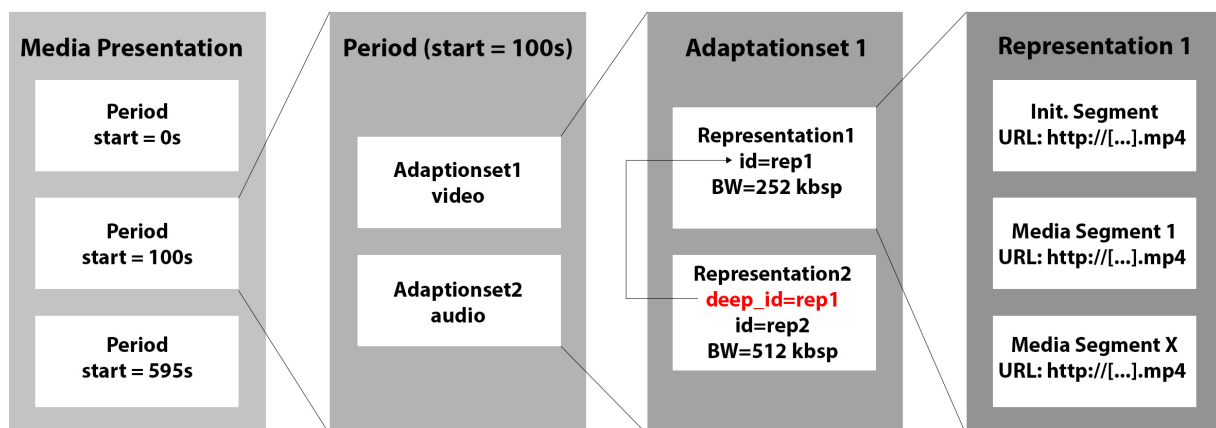 Media Presentation
Period
start = 0s
Period
start = 100s
Period
start = 595s
Period (start = 100s)
Adaptionset1
video
Adaptionset2
audio
Adaptationset 1
Representation1
id=rep1
BW=252 kbsp
Representation2
deep_id=rep1
id=rep2
BW=512 kbsp
Representation 1
Init. Segment
URL: http://[...].mp4
Media Segment 1
URL: http://[...].mp4
Media Segment X
URL: http://[...].mp4